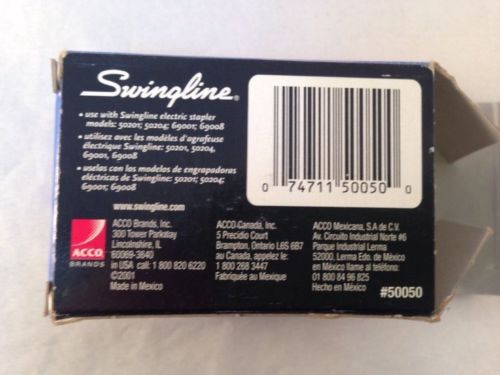 Swingline®
• use with Swingline electric stapler
models: 50201; 50204; 69001; 69008
• utilisez avec les modèles d'agrafeuse
électrique Swingline: 50201, 50204,
69001, 69008
• uselas con los modelos de engrapadoras
eléctricas de Swingline: 50201; 50204;
69001; 69008
0 74711 50050 0
www.swingline.com
ACCO
BRANDS
ACCO Brands, Inc.
300 Tower Parkway
Lincolnshire, IL
60069-3640
in USA call: 1 800 820 6220
©2001
Made in Mexico
ACCO Canada, Inc.
5 Precidio Court
Brampton, Ontario L6S 6B7
au Canada, appelez le:
1 800 268 3447
Fabriquée au Mexique
ACCO Mexicana, S.A de C.V.
Av. Circuito Industrial Norte #6
Parque Industrial Lerma
52000, Lerma Edo. de México
en México llame al teléfono:
01 800 84 96 825
Hecho en México
#50050